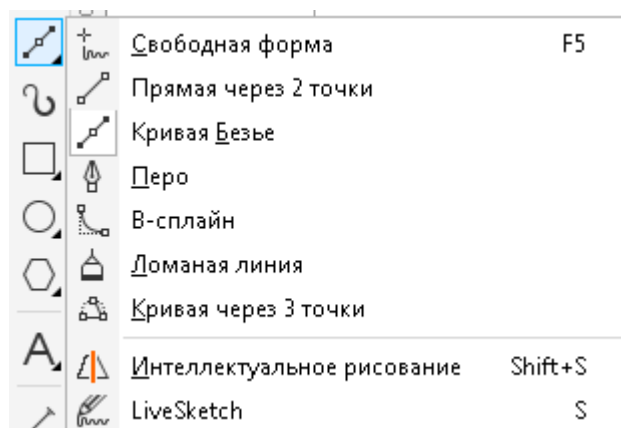 Свободная форма F5
Прямая через 2 точки
Кривая Безье
Перо
В-сплайн
Ломаная линия
Кривая через 3 точки
Интеллектуальное рисование Shift+S
LiveSketch S